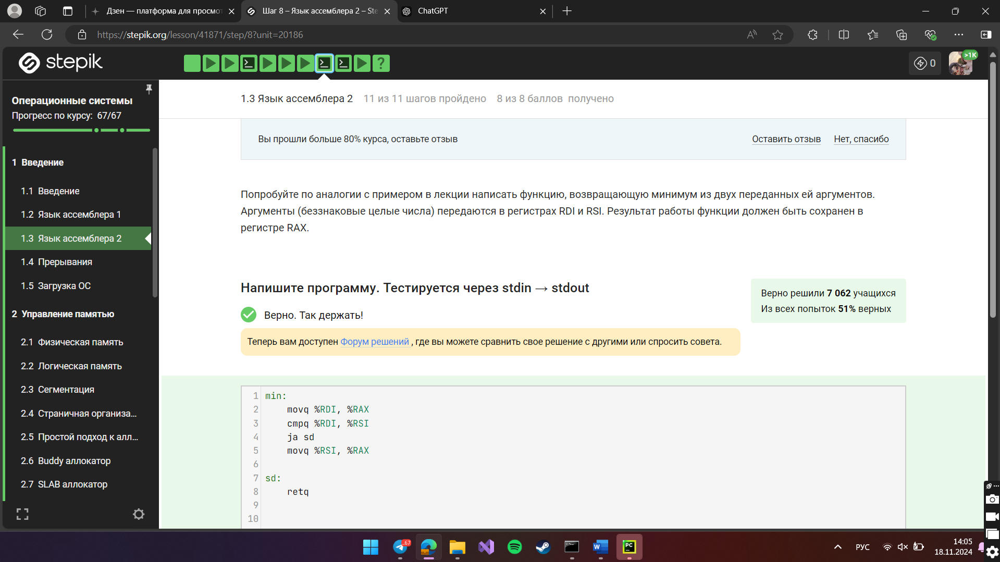 Дзен — платформа для просмот
Шаг 8 – Язык ассемблера 2 – Ste
ChatGPT
https://stepik.org/lesson/41871/step/8?unit=20186
stepik
0
>1K
Операционные системы
Прогресс по курсу: 67/67
1 Введение
1.1 Введение
1.2 Язык ассемблера 1
1.3 Язык ассемблера 2
1.4 Прерывания
1.5 Загрузка ОС
2 Управление памятью
2.1 Физическая память
2.2 Логическая память
2.3 Сегментация
2.4 Страничная организа...
2.5 Простой подход к алл...
2.6 Buddy аллокатор
2.7 SLAB аллокатор
1.3 Язык ассемблера 2 11 из 11 шагов пройдено 8 из 8 баллов получено
Вы прошли больше 80% курса, оставьте отзыв
Оставить отзыв Нет, спасибо
Попробуйте по аналогии с примером в лекции написать функцию, возвращающую минимум из двух переданных ей аргументов.
Аргументы (беззнаковые целые числа) передаются в регистрах RDI и RSI. Результат работы функции должен быть сохранен в
регистре RAX.
Напишите программу. Тестируется через stdin → stdout
Верно решили 7 062 учащихся
Из всех попыток 51% верных
Верно. Так держать!
Теперь вам доступен Форум решений , где вы можете сравнить свое решение с другими или спросить совета.
1 min:
2 movq %RDI, %RAX
3 cmpq %RDI, %RSI
4 ja sd
5 movq %RSI, %RAX
6
7 sd:
8 retq
9
10
..67
PC
РУС
14:05
18.11.2024